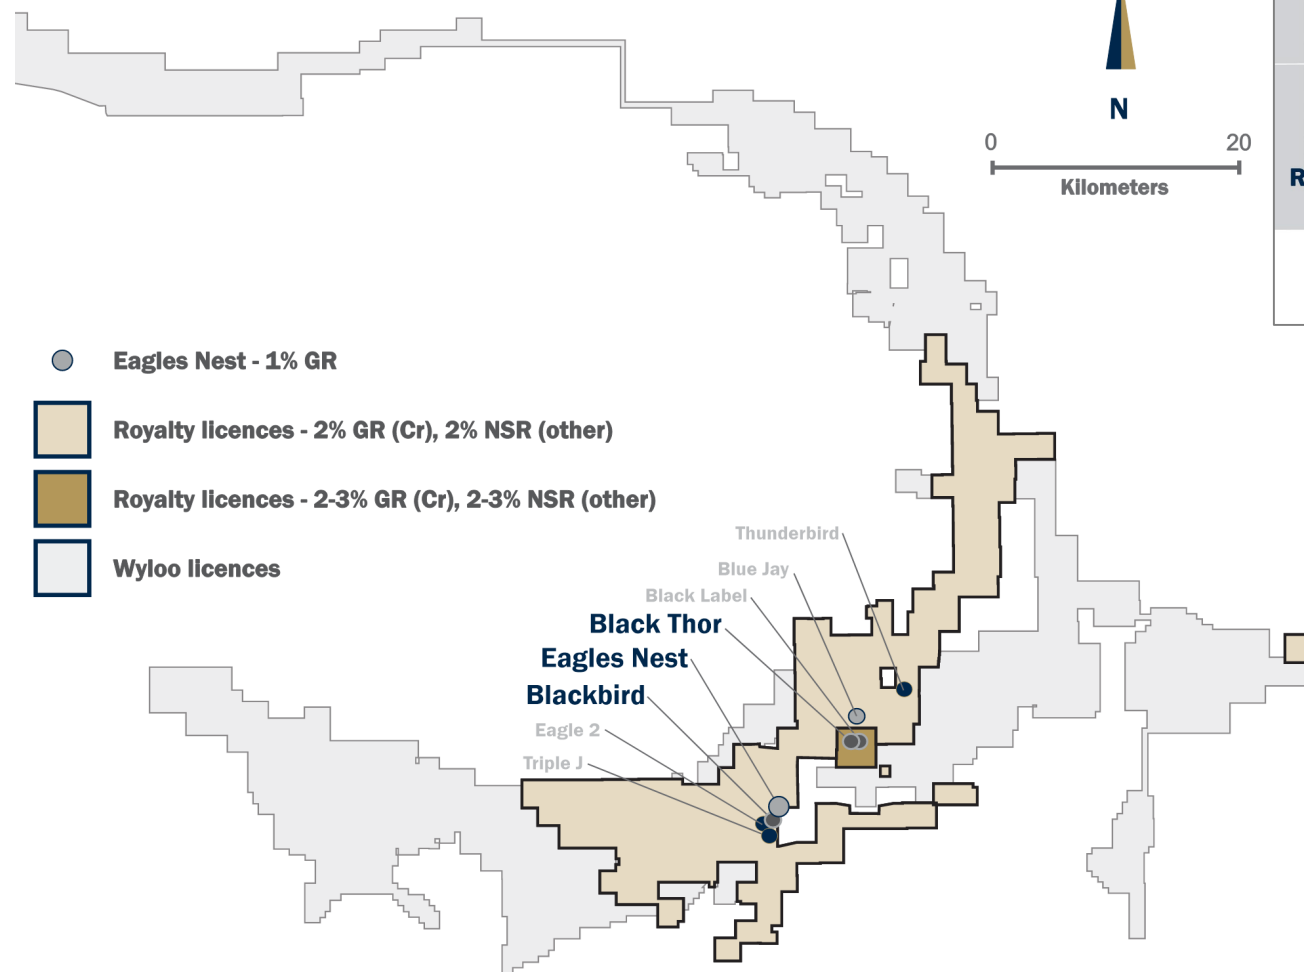 N
0 20
Kilometers
R
Eagles Nest - 1% GR
Royalty licences - 2% GR (Cr), 2% NSR (other)
Royalty licences - 2-3% GR (Cr), 2-3% NSR (other)
Wyloo licences
Thunderbird
Blue Jay
Black Label
Black Thor
Eagles Nest
Blackbird
Eagle 2
Triple J